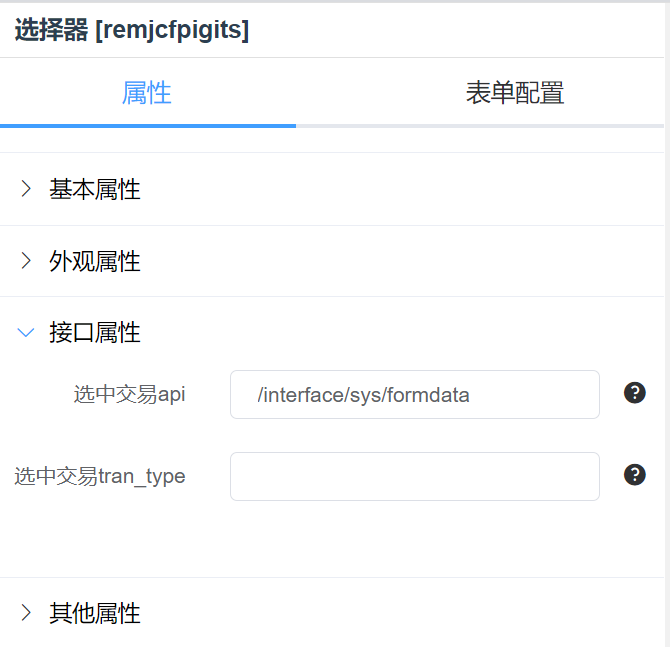 选择器 [remjcfpigits]
属性 表单配置
基本属性
外观属性
接口属性
选中交易api /interface/sys/formdata ?
选中交易tran_type ?
其他属性